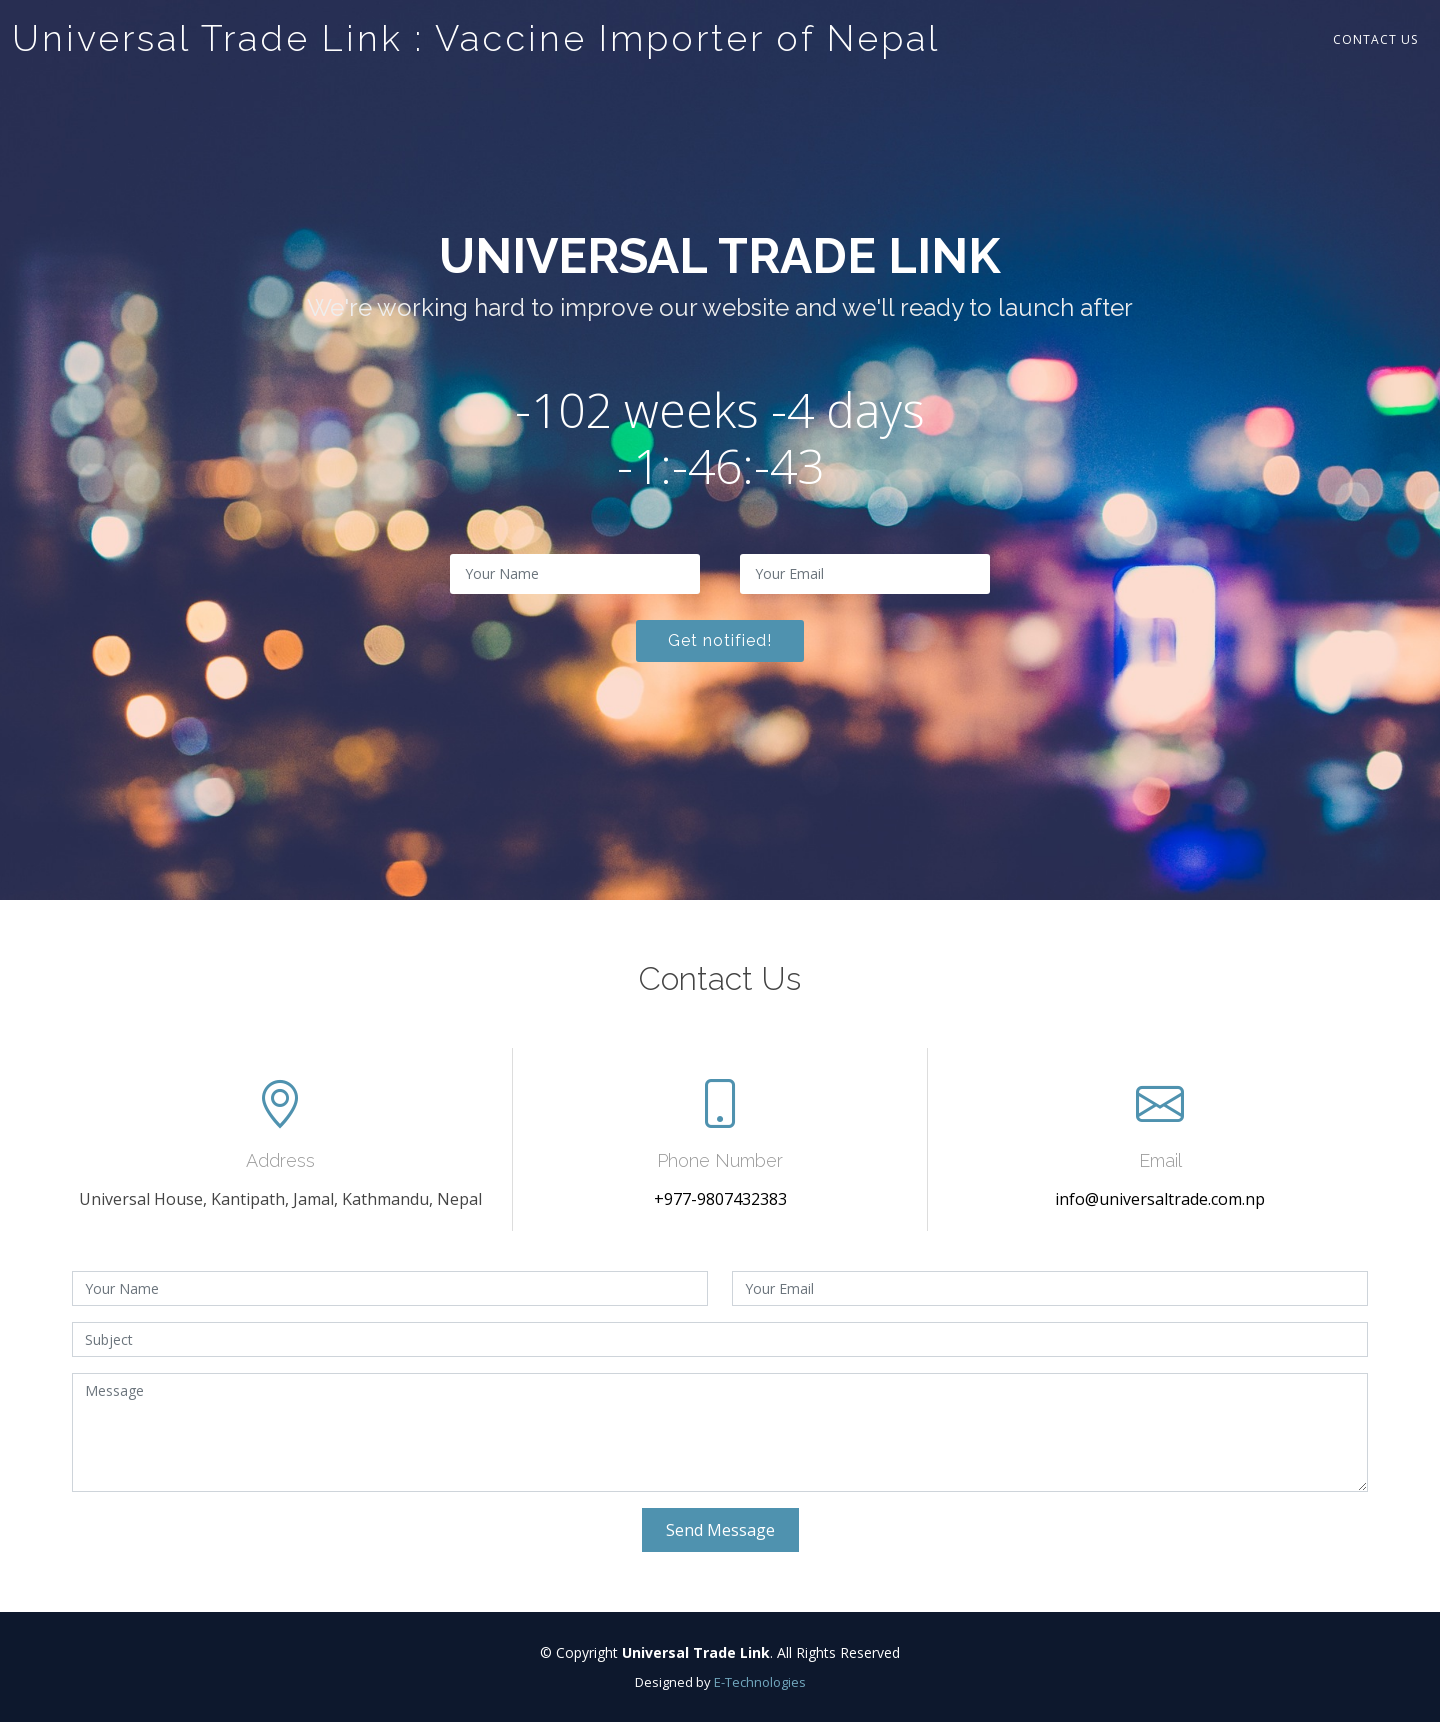 Universal Trade Link : Vaccine Importer of Nepal
CONTACT US
UNIVERSAL TRADE LINK
We're working hard to improve our website and we'll ready to launch after
-102 weeks -4 days
-1:-46:-43
Your Name
Your Email
Get notified!
Contact Us
Address
Universal House, Kantipath, Jamal, Kathmandu, Nepal
Phone Number
+977-9807432383
Email
info@universaltrade.com.np
Your Name
Your Email
Subject
Message
Send Message
© Copyright Universal Trade Link. All Rights Reserved
Designed by E-Technologies